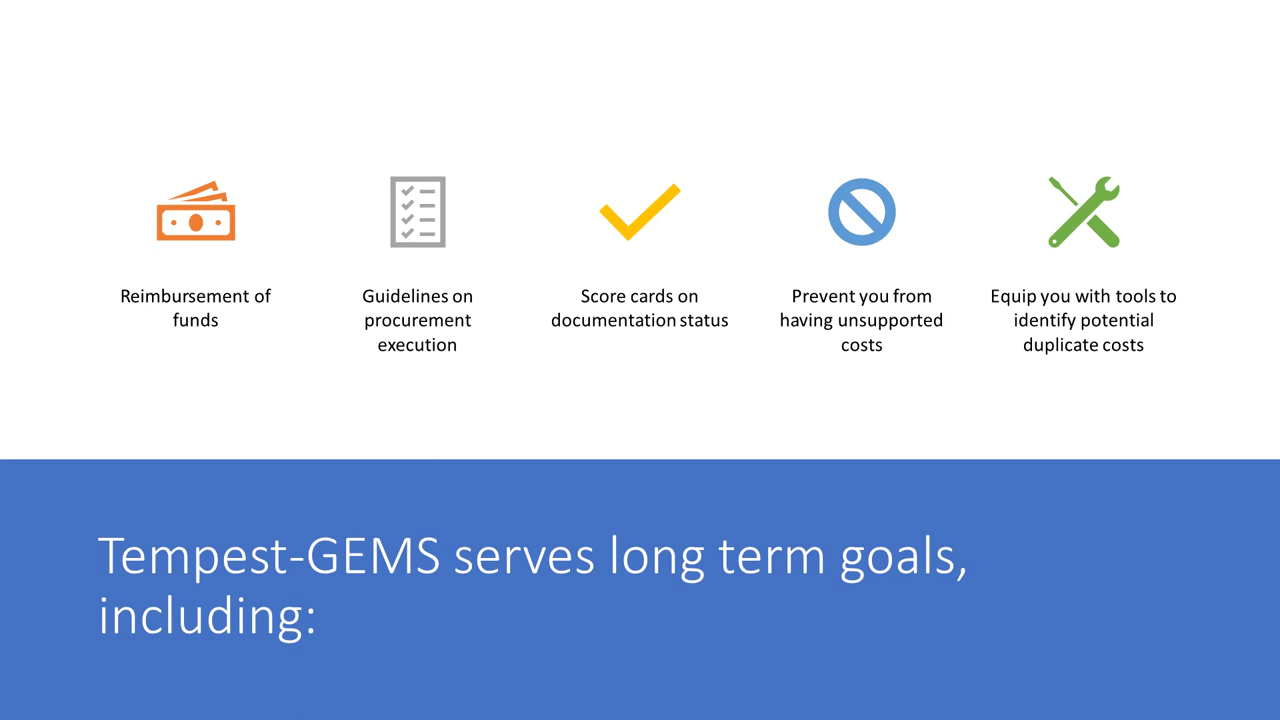 Reimbursement of
funds
Guidelines on
procurement
execution
Score cards on
documentation status
Prevent you from
having unsupported
costs
Equip you with tools to
identify potential
duplicate costs
Tempest-GEMS serves long term goals,
including: